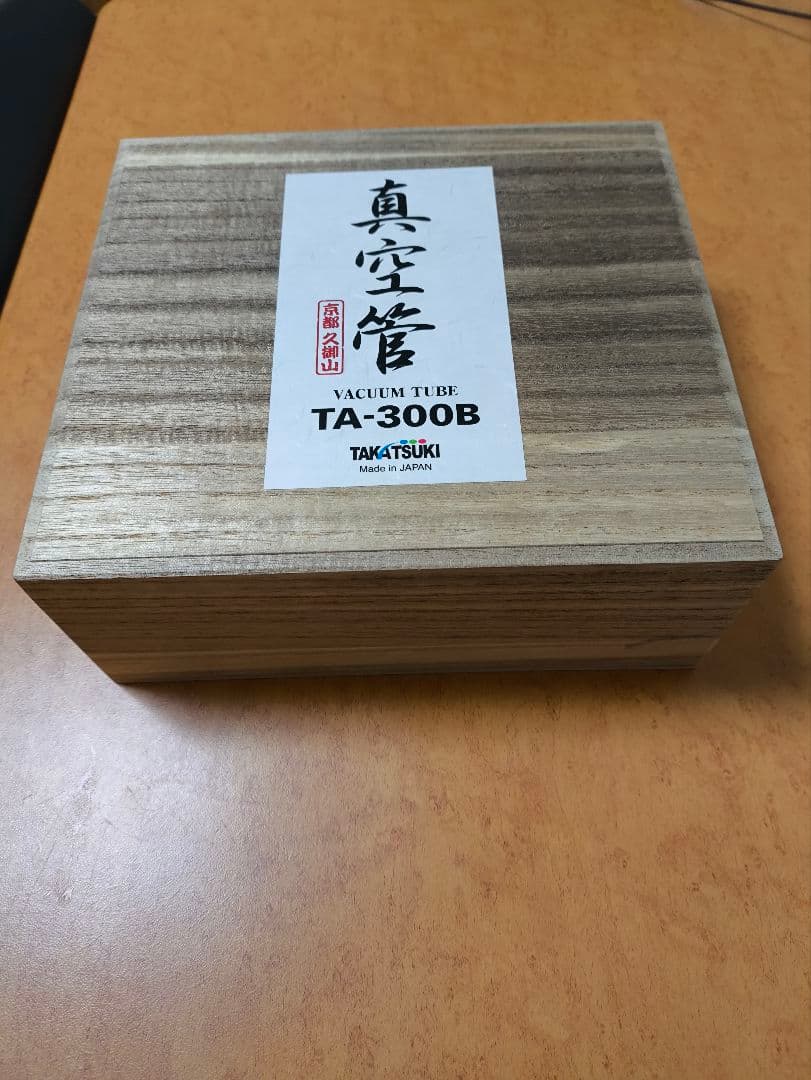 真空管
京都 久御山
VACUUM TUBE
TA-300B
TAKATSUKI
Made in JAPAN